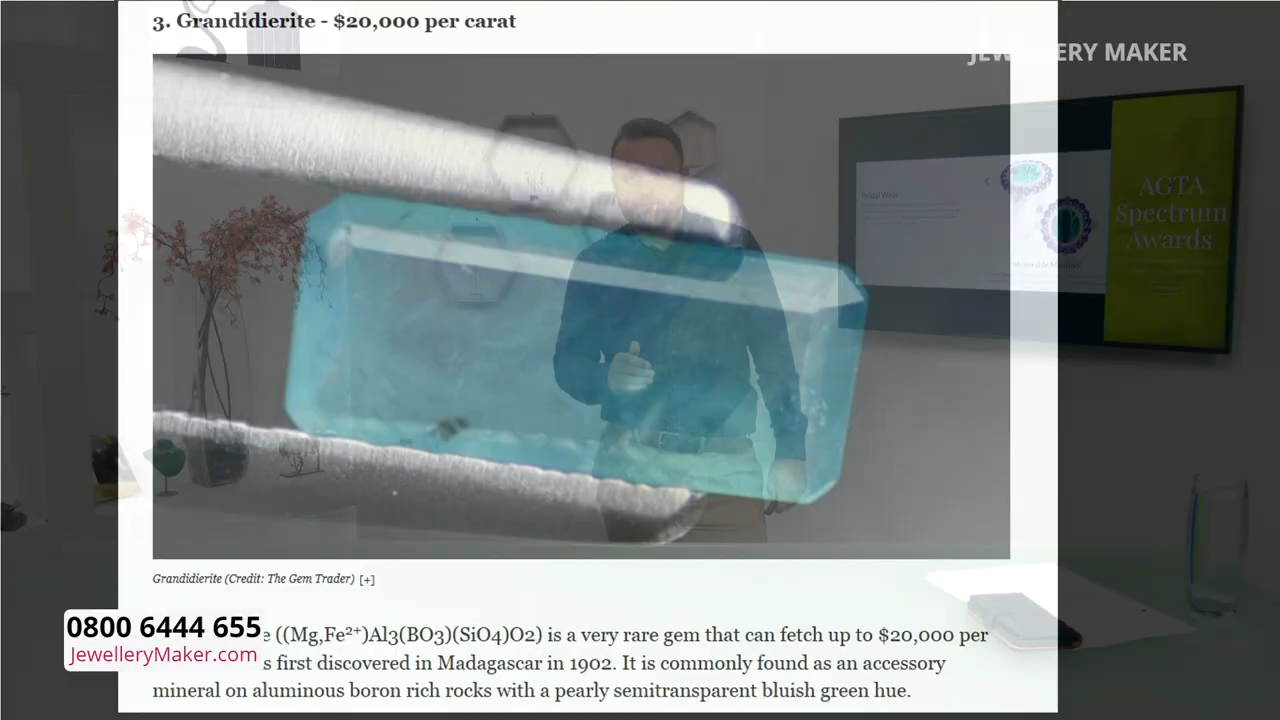 3. Grandidierite - $20,000 per carat
JEWELLERY MAKER
AGTA
Spectrum
Awards
Grandidierite (Credit: The Gem Trader) [+]
0800 6444 655
JewelleryMaker.com
e ((Mg,Fe²⁺)Al3(BO3)(SiO4)O2) is a very rare gem that can fetch up to $20,000 per
s first discovered in Madagascar in 1902. It is commonly found as an accessory
mineral on aluminous boron rich rocks with a pearly semitransparent bluish green hue.